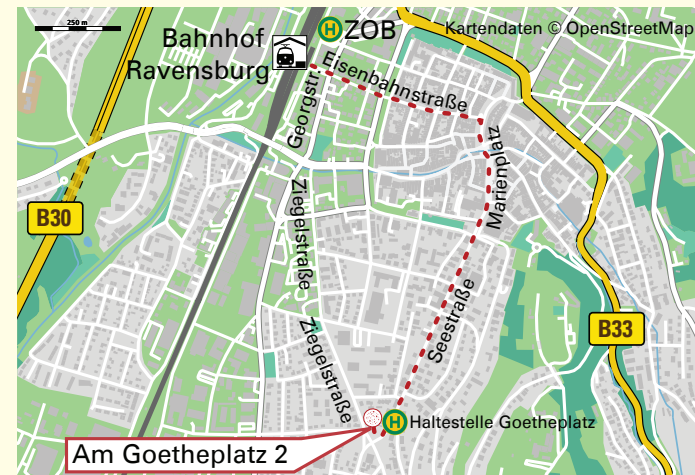 250 m
H ZOB
Kartendaten © OpenStreetMap
Bahnhof
Ravensburg
Eisenbahnstraße
Georgstr.
Marienplatz
Ziegelstraße
B30
Seestraße
B33
Ziegelstraße
H Haltestelle Goetheplatz
Am Goetheplatz 2